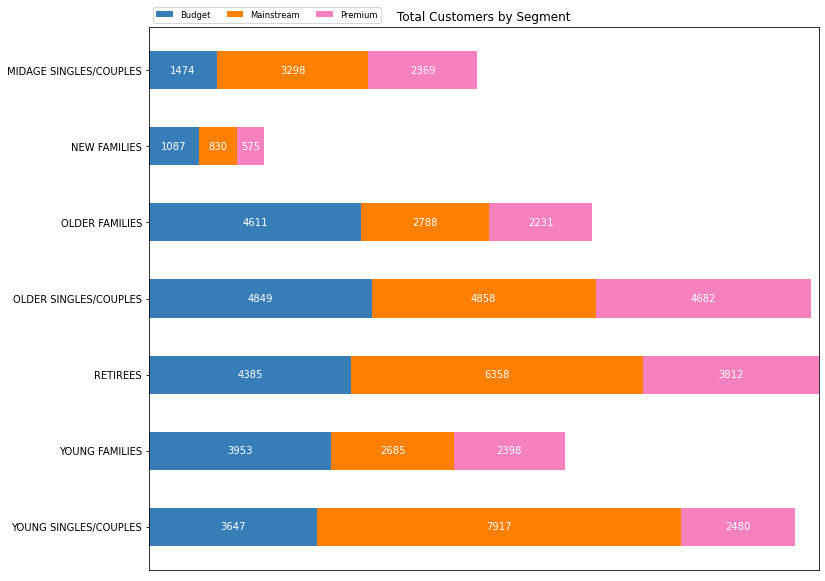 Budget Mainstream Premium
Total Customers by Segment
MIDAGE SINGLES/COUPLES 1474 3298 2369
NEW FAMILIES 1087 830 575
OLDER FAMILIES 4611 2788 2231
OLDER SINGLES/COUPLES 4849 4858 4682
RETIREES 4385 6358 3812
YOUNG FAMILIES 3953 2685 2398
YOUNG SINGLES/COUPLES 3647 7917 2480